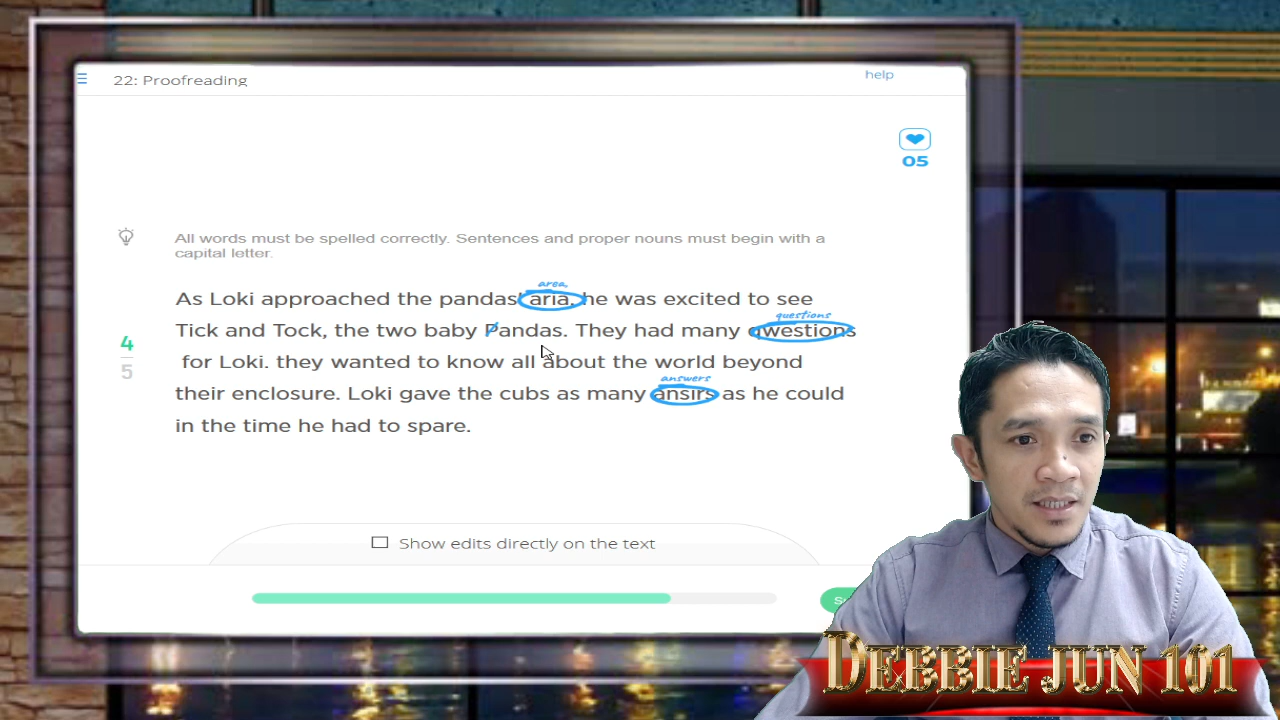 22: Proofreading
help
05
All words must be spelled correctly. Sentences and proper nouns must begin with a
capital letter.
area,
As Loki approached the pandas' aria, he was excited to see
questions
Tick and Tock, the two baby Pandas. They had many qwestions
4
for Loki. they wanted to know all about the world beyond
5
answers
their enclosure. Loki gave the cubs as many ansirs as he could
in the time he had to spare.
Show edits directly on the text
DEBBIE JUN 101